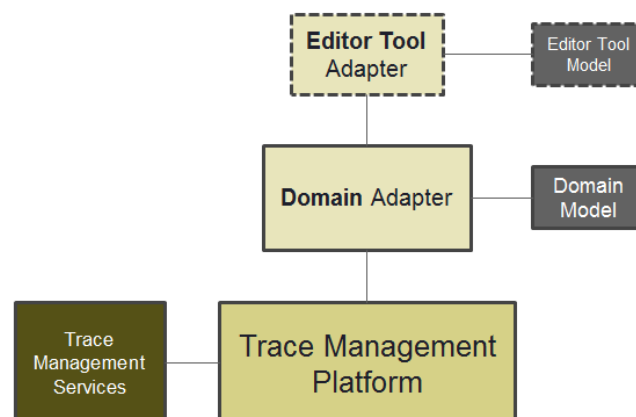 Editor Tool
Adapter
Editor Tool
Model
Domain Adapter
Domain
Model
Trace
Management
Services
Trace Management
Platform